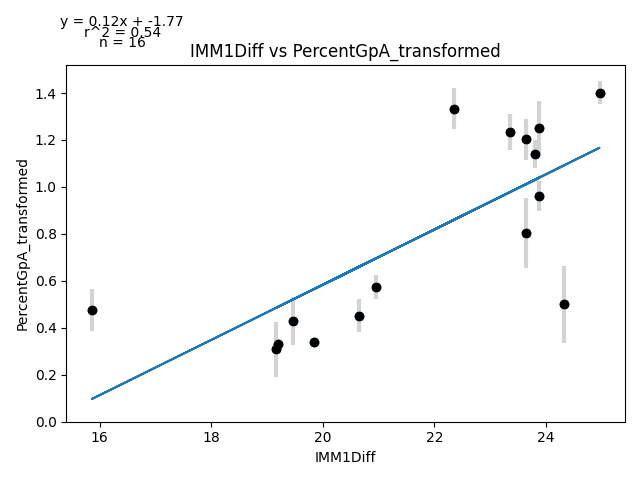 y = 0.12x + -1.77
r^2 = 0.54
n = 16
IMM1Diff vs PercentGpA_transformed
1.4
1.2
1.0
0.8
0.6
0.4
0.2
0.0
PercentGpA_transformed
16 18 20 22 24
IMM1Diff